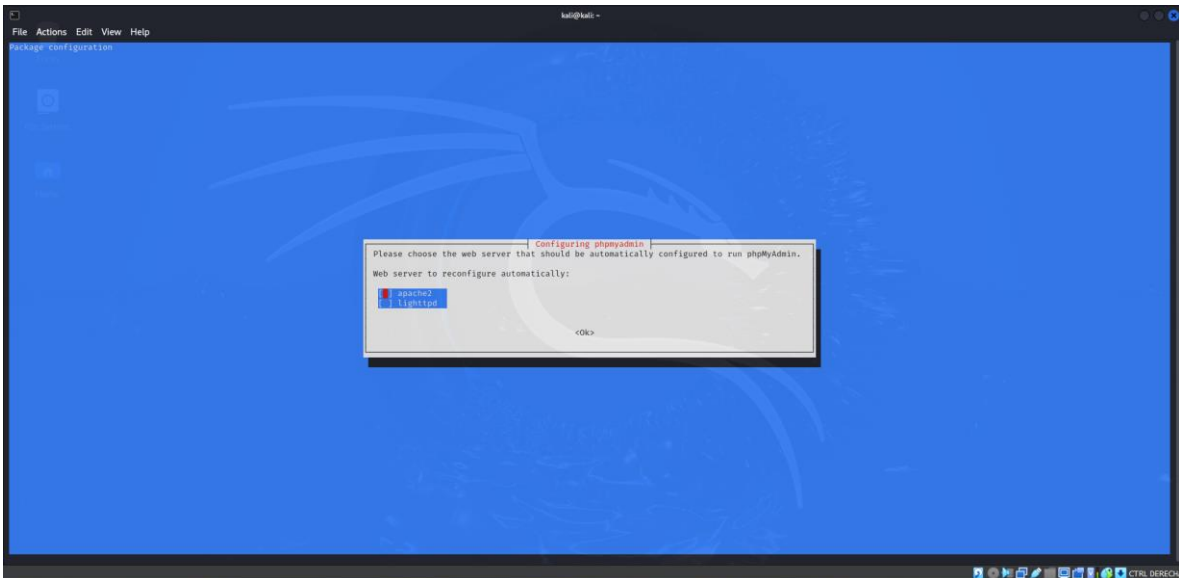 kali@kali: ~
File Actions Edit View Help
Package configuration
Configuring phpmyadmin
Please choose the web server that should be automatically configured to run phpMyAdmin.
Web server to reconfigure automatically:
[ ] apache2
[ ] lighttpd
<Ok>
CTRL DERECH